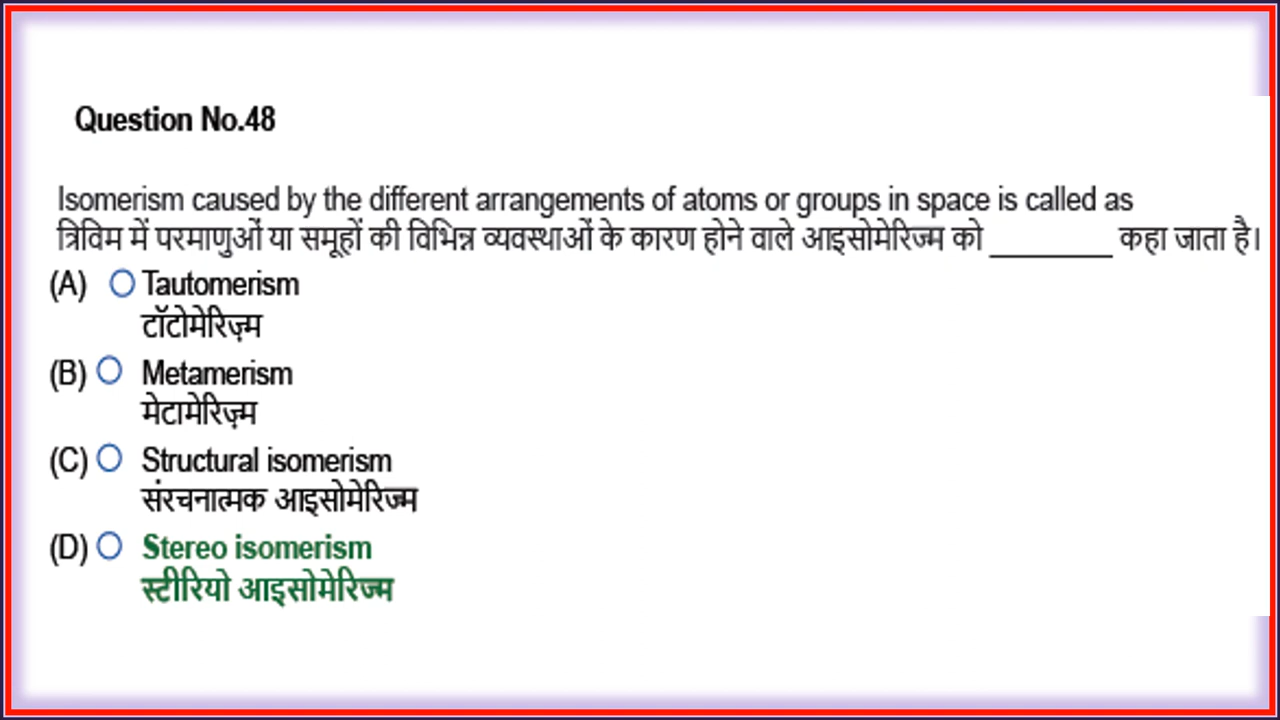 Question No.48
Isomerism caused by the different arrangements of atoms or groups in space is called as
त्रिविम में परमाणुओं या समूहों की विभिन्न व्यवस्थाओं के कारण होने वाले आइसोमेरिज्म को ________ कहा जाता है।
(A) Tautomerism
टॉटोमेरिज़्म
(B) Metamerism
मेटामेरिज़्म
(C) Structural isomerism
संरचनात्मक आइसोमेरिज्म
(D) Stereo isomerism
स्टीरियो आइसोमेरिज्म